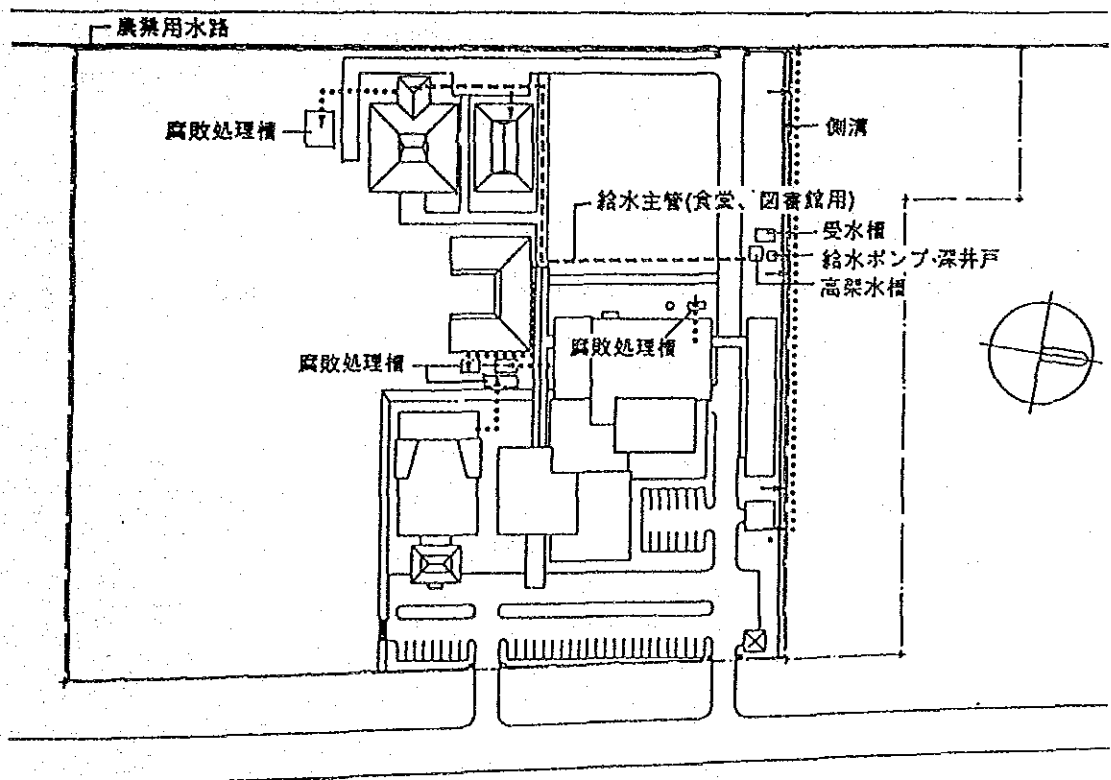 農業用水路
腐敗処理槽
側溝
給水主管(食堂、図書館用)
受水槽
給水ポンプ・深井戸
高架水槽
腐敗処理槽
腐敗処理槽